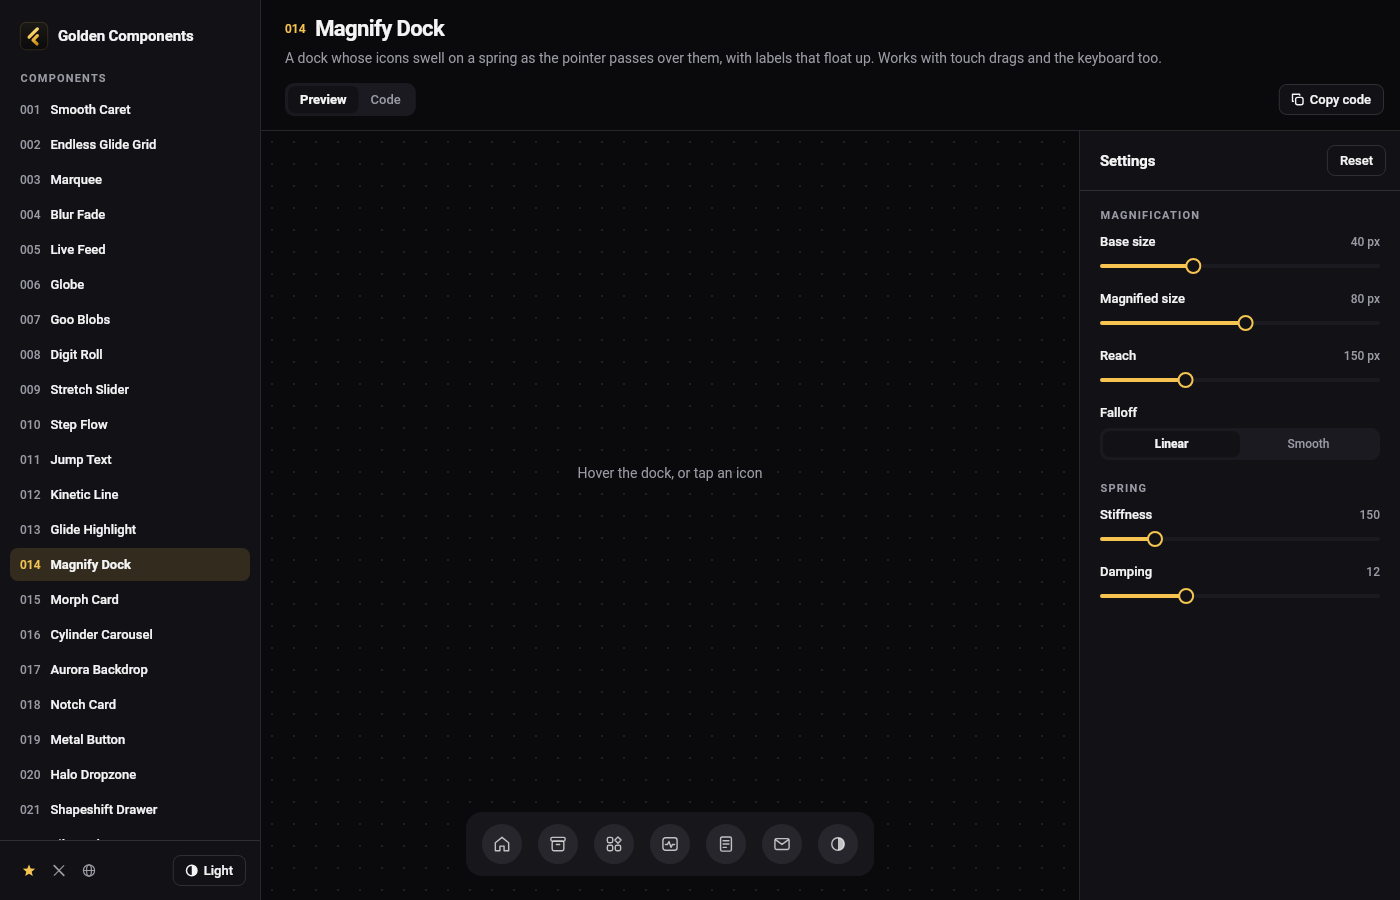 Golden Components
COMPONENTS
001 Smooth Caret
002 Endless Glide Grid
003 Marquee
004 Blur Fade
005 Live Feed
006 Globe
007 Goo Blobs
008 Digit Roll
009 Stretch Slider
010 Step Flow
011 Jump Text
012 Kinetic Line
013 Glide Highlight
014 Magnify Dock
015 Morph Card
016 Cylinder Carousel
017 Aurora Backdrop
018 Notch Card
019 Metal Button
020 Halo Dropzone
021 Shapeshift Drawer
Light
014 Magnify Dock
A dock whose icons swell on a spring as the pointer passes over them, with labels that float up. Works with touch drags and the keyboard too.
Preview Code
Copy code
Hover the dock, or tap an icon
Settings
Reset
MAGNIFICATION
Base size 40 px
Magnified size 80 px
Reach 150 px
Falloff
Linear Smooth
SPRING
Stiffness 150
Damping 12